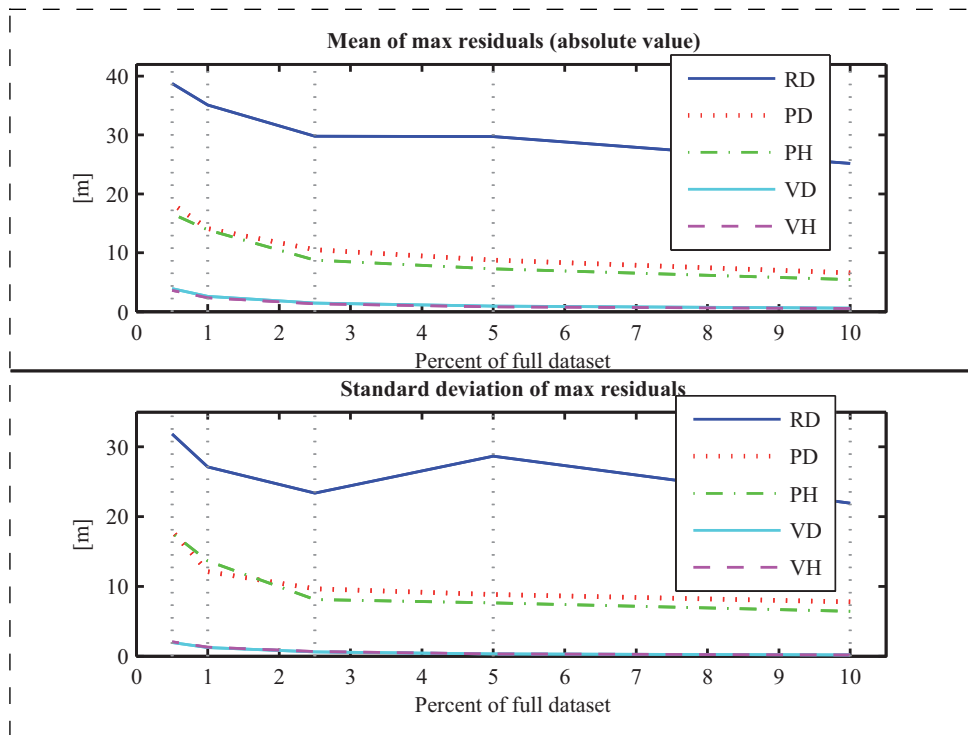 Mean of max residuals (absolute value)
40
30
20
10
0
[m]
0 1 2 3 4 5 6 7 8 9 10
Percent of full dataset
RD
PD
PH
VD
VH
Standard deviation of max residuals
30
20
10
0
[m]
0 1 2 3 4 5 6 7 8 9 10
Percent of full dataset
RD
PD
PH
VD
VH